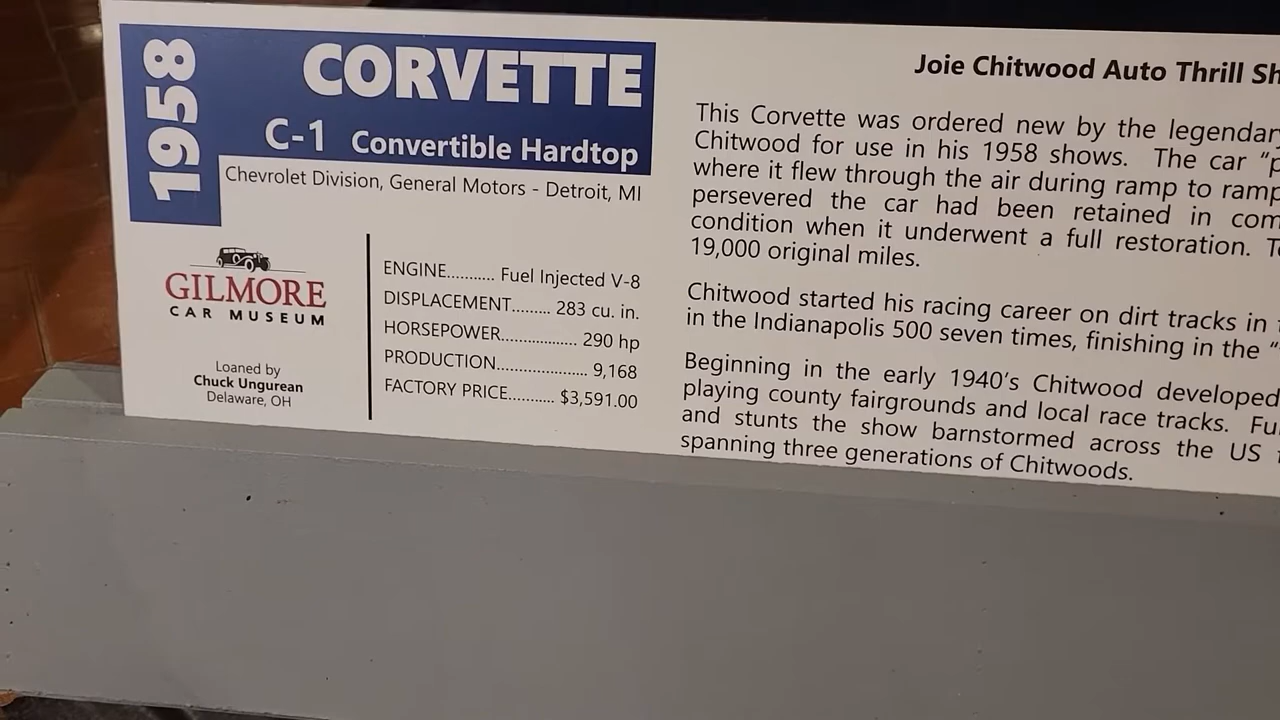 1958
CORVETTE
C-1 Convertible Hardtop
Chevrolet Division, General Motors - Detroit, MI
GILMORE
CAR MUSEUM
Loaned by
Chuck Ungurean
Delaware, OH
ENGINE........... Fuel Injected V-8
DISPLACEMENT......... 283 cu. in.
HORSEPOWER.................. 290 hp
PRODUCTION...................... 9,168
FACTORY PRICE.......... $3,591.00
Joie Chitwood Auto Thrill Sh
This Corvette was ordered new by the legendary
Chitwood for use in his 1958 shows. The car “p
where it flew through the air during ramp to ramp
persevered the car had been retained in com
condition when it underwent a full restoration. T
19,000 original miles.
Chitwood started his racing career on dirt tracks in
in the Indianapolis 500 seven times, finishing in the “
Beginning in the early 1940’s Chitwood developed
playing county fairgrounds and local race tracks. Fu
and stunts the show barnstormed across the US
spanning three generations of Chitwoods.